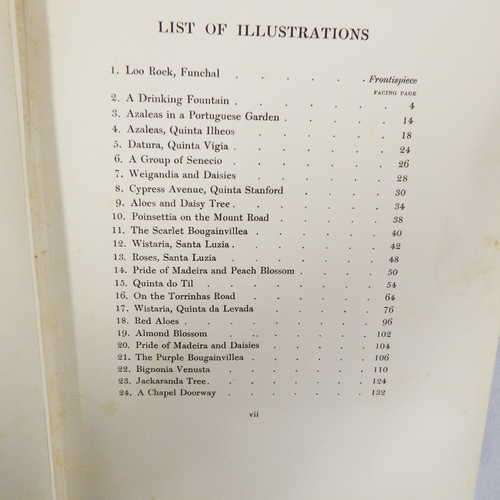 LIST OF ILLUSTRATIONS
1. Loo Rock, Funchal . . . . . Frontispiece
FACING PAGE
2. A Drinking Fountain . . . . . 4
3. Azaleas in a Portuguese Garden . . . . 14
4. Azaleas, Quinta Ilheos . . . . . 18
5. Datura, Quinta Vigia . . . . . 24
6. A Group of Senecio . . . . . 26
7. Weigandia and Daisies . . . . . 28
8. Cypress Avenue, Quinta Stanford . . . . 30
9. Aloes and Daisy Tree . . . . . 34
10. Poinsettia on the Mount Road . . . . 38
11. The Scarlet Bougainvillea . . . . 40
12. Wistaria, Santa Luzia . . . . . 42
13. Roses, Santa Luzia . . . . . 48
14. Pride of Madeira and Peach Blossom . . . . 50
15. Quinta do Til . . . . . 54
16. On the Torrinhas Road . . . . . 64
17. Wistaria, Quinta da Levada . . . . 76
18. Red Aloes . . . . . . 96
19. Almond Blossom . . . . . 102
20. Pride of Madeira and Daisies . . . . 104
21. The Purple Bougainvillea . . . . 106
22. Bignonia Venusta . . . . . 110
23. Jackaranda Tree . . . . . 124
24. A Chapel Doorway . . . . . 132
vii